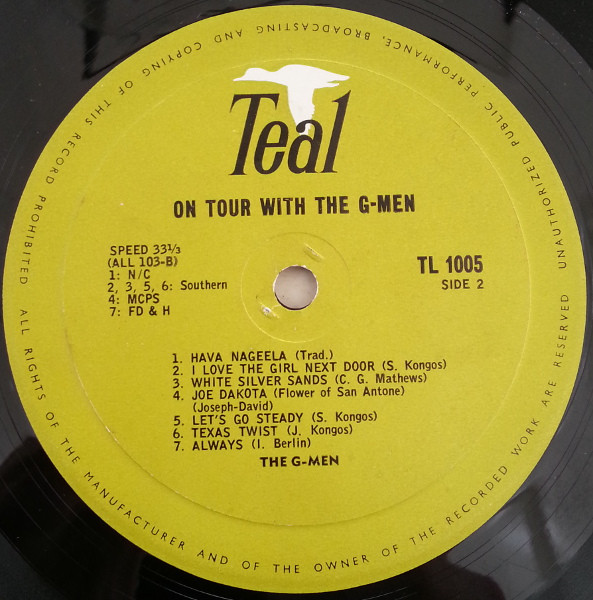 Teal
ON TOUR WITH THE G-MEN
SPEED 33⅓
(ALL 103-B)
1: N/C
2, 3, 5, 6: Southern
4: MCPS
7: FD & H
TL 1005
SIDE 2
1. HAVA NAGEELA (Trad.)
2. I LOVE THE GIRL NEXT DOOR (S. Kongos)
3. WHITE SILVER SANDS (C. G. Mathews)
4. JOE DAKOTA (Flower of San Antone)
(Joseph-David)
5. LET'S GO STEADY (S. Kongos)
6. TEXAS TWIST (J. Kongos)
7. ALWAYS (I. Berlin)
THE G-MEN
ALL RIGHTS OF THE MANUFACTURER AND OF THE OWNER OF THE RECORDED WORK ARE RESERVED UNAUTHORIZED PUBLIC PERFORMANCE, BROADCASTING AND COPYING OF THIS RECORD PROHIBITED